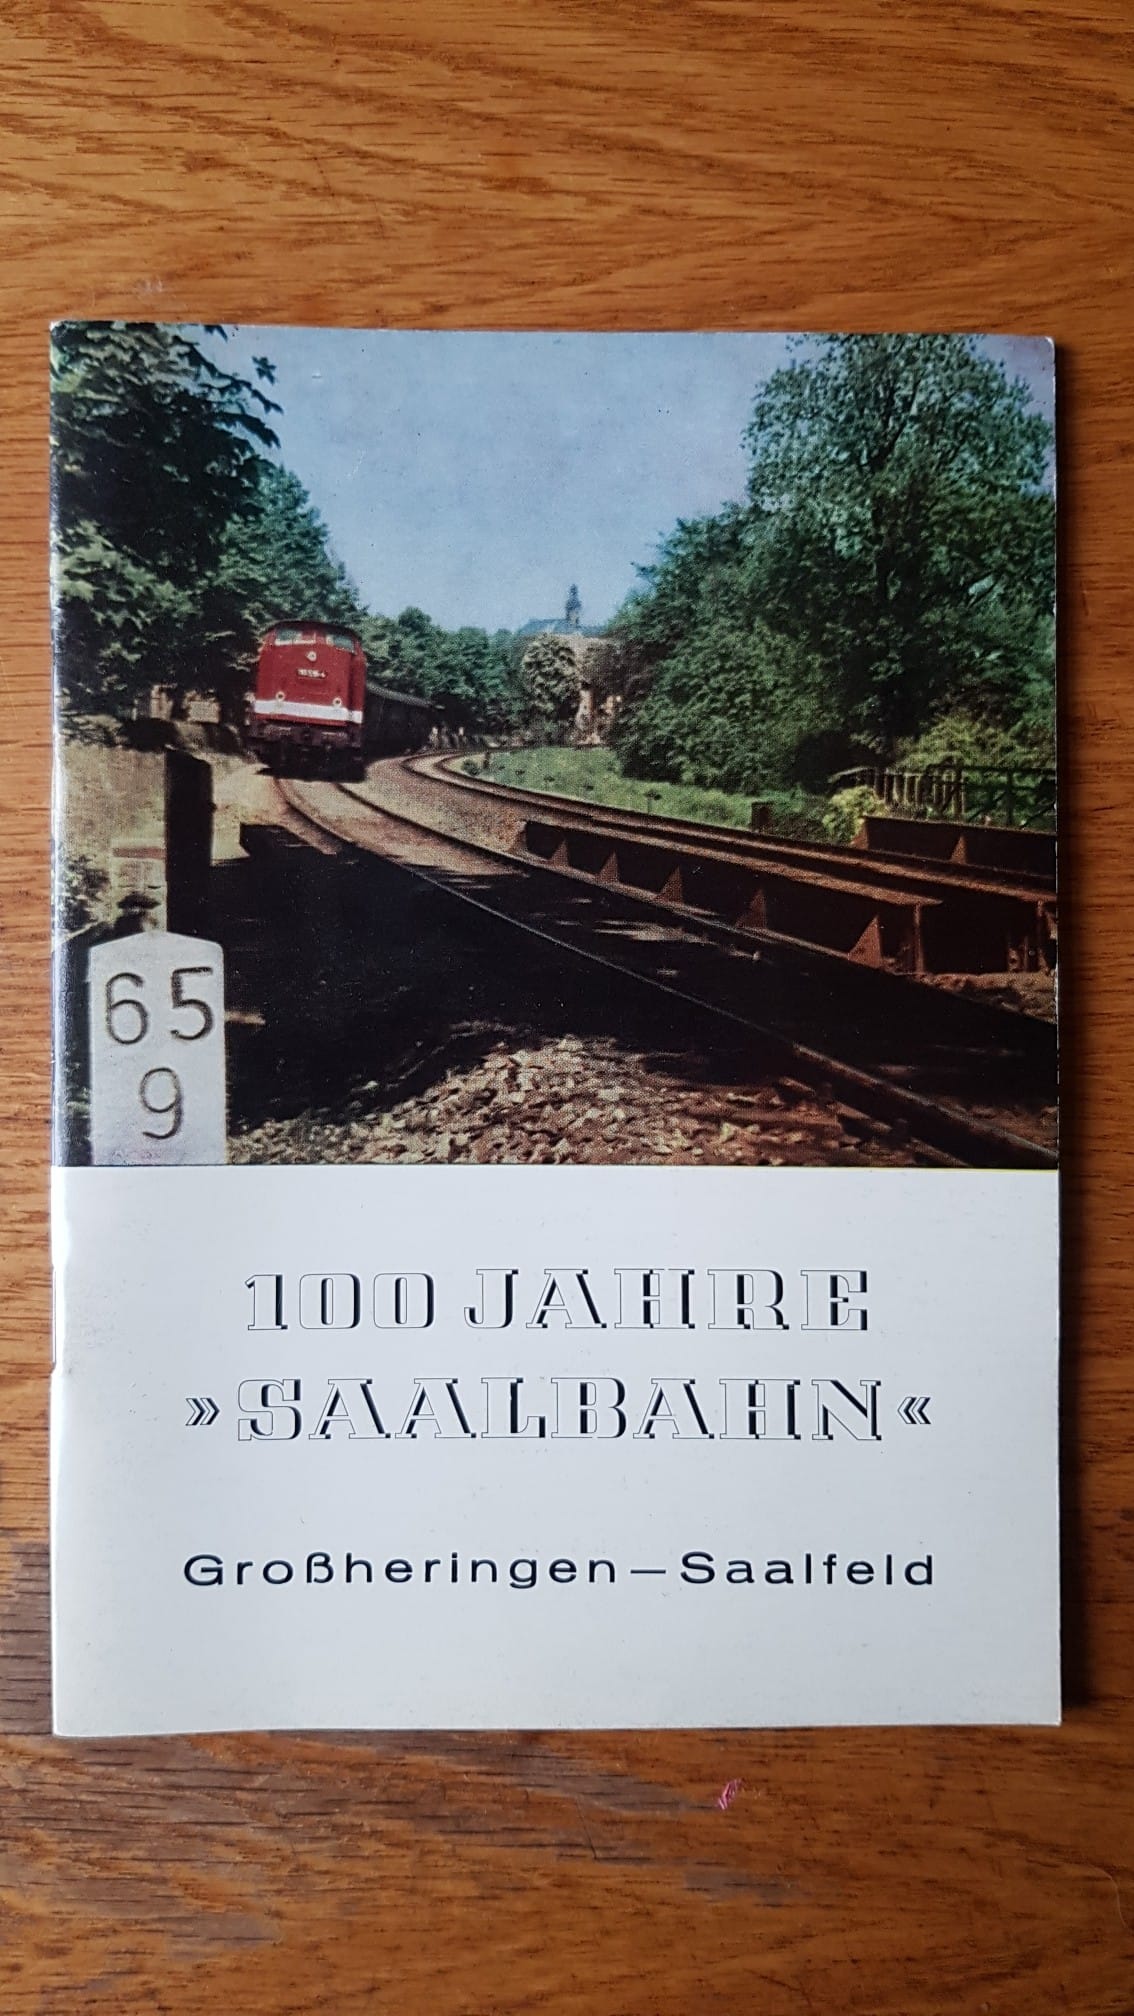 65
9
100 JAHRE
»SAALBAHN«
Großheringen – Saalfeld